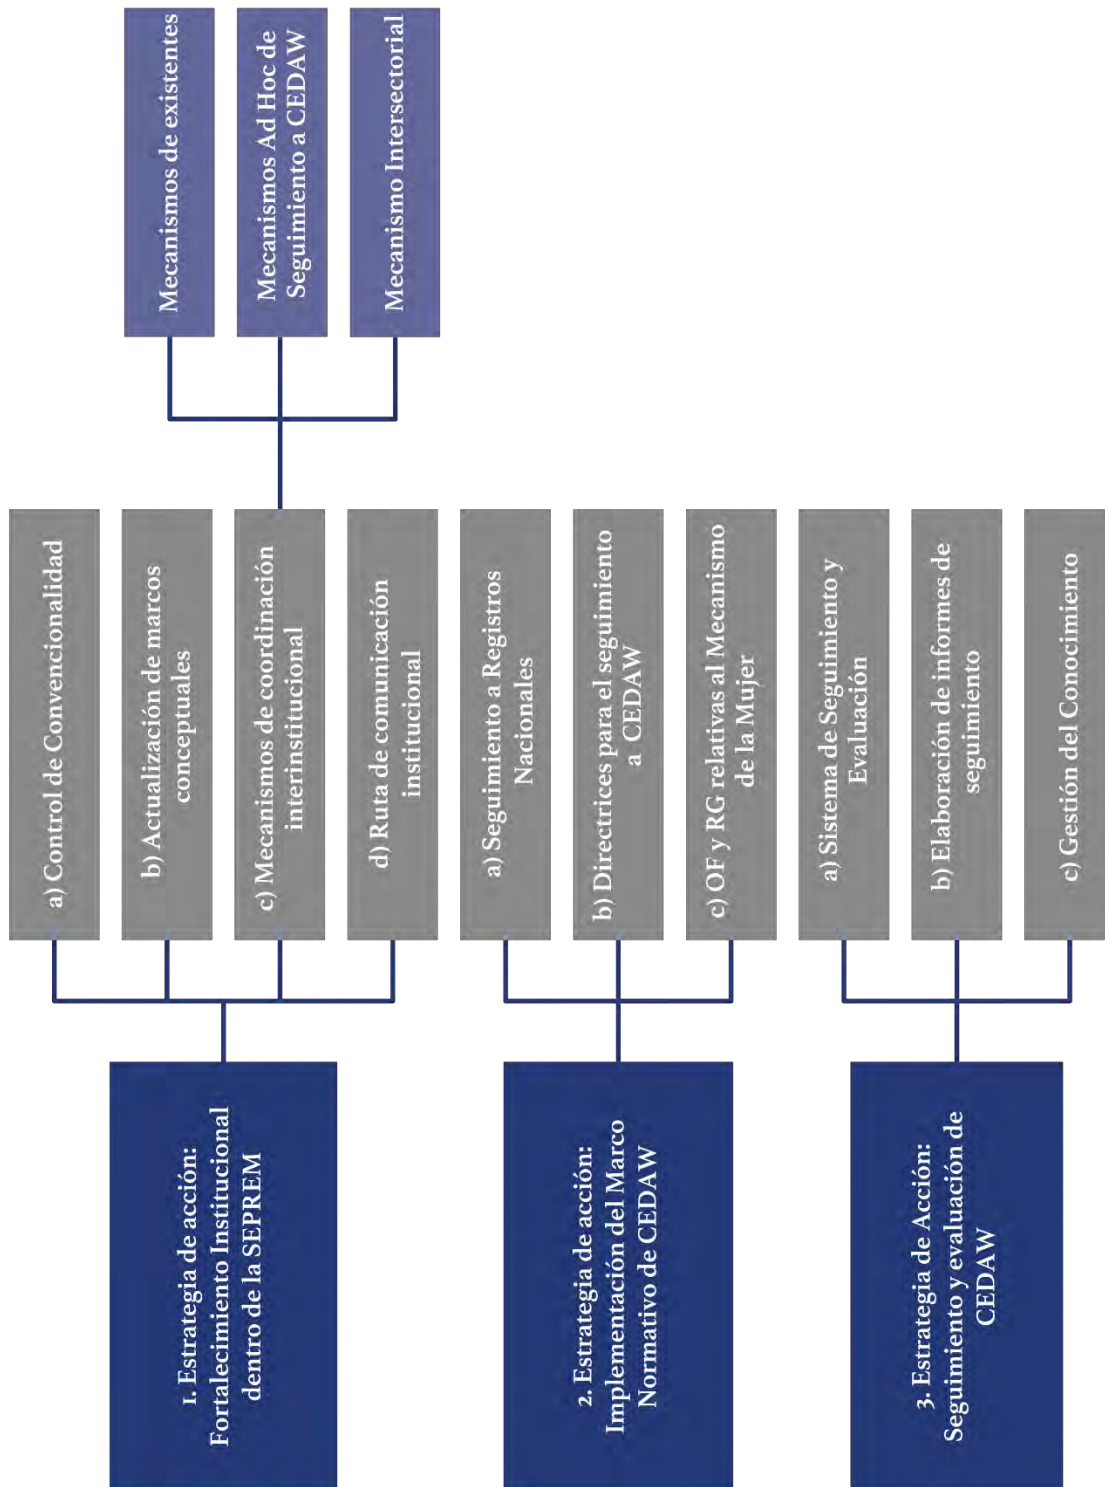 1. Estrategia de acción:
Fortalecimiento Institucional
dentro de la SEPREM
a) Control de Convencionalidad
b) Actualización de marcos
conceptuales
c) Mecanismos de coordinación
interinstitucional
Mecanismos de existentes
Mecanismos Ad Hoc de
Seguimiento a CEDAW
Mecanismo Intersectorial
d) Ruta de comunicación
institucional
2. Estrategia de acción:
Implementación del Marco
Normativo de CEDAW
a) Seguimiento a Registros
Nacionales
b) Directrices para el seguimiento
a CEDAW
c) OF y RG relativas al Mecanismo
de la Mujer
3. Estrategia de Acción:
Seguimiento y evaluación de
CEDAW
a) Sistema de Seguimiento y
Evaluación
b) Elaboración de informes de
seguimiento
c) Gestión del Conocimiento